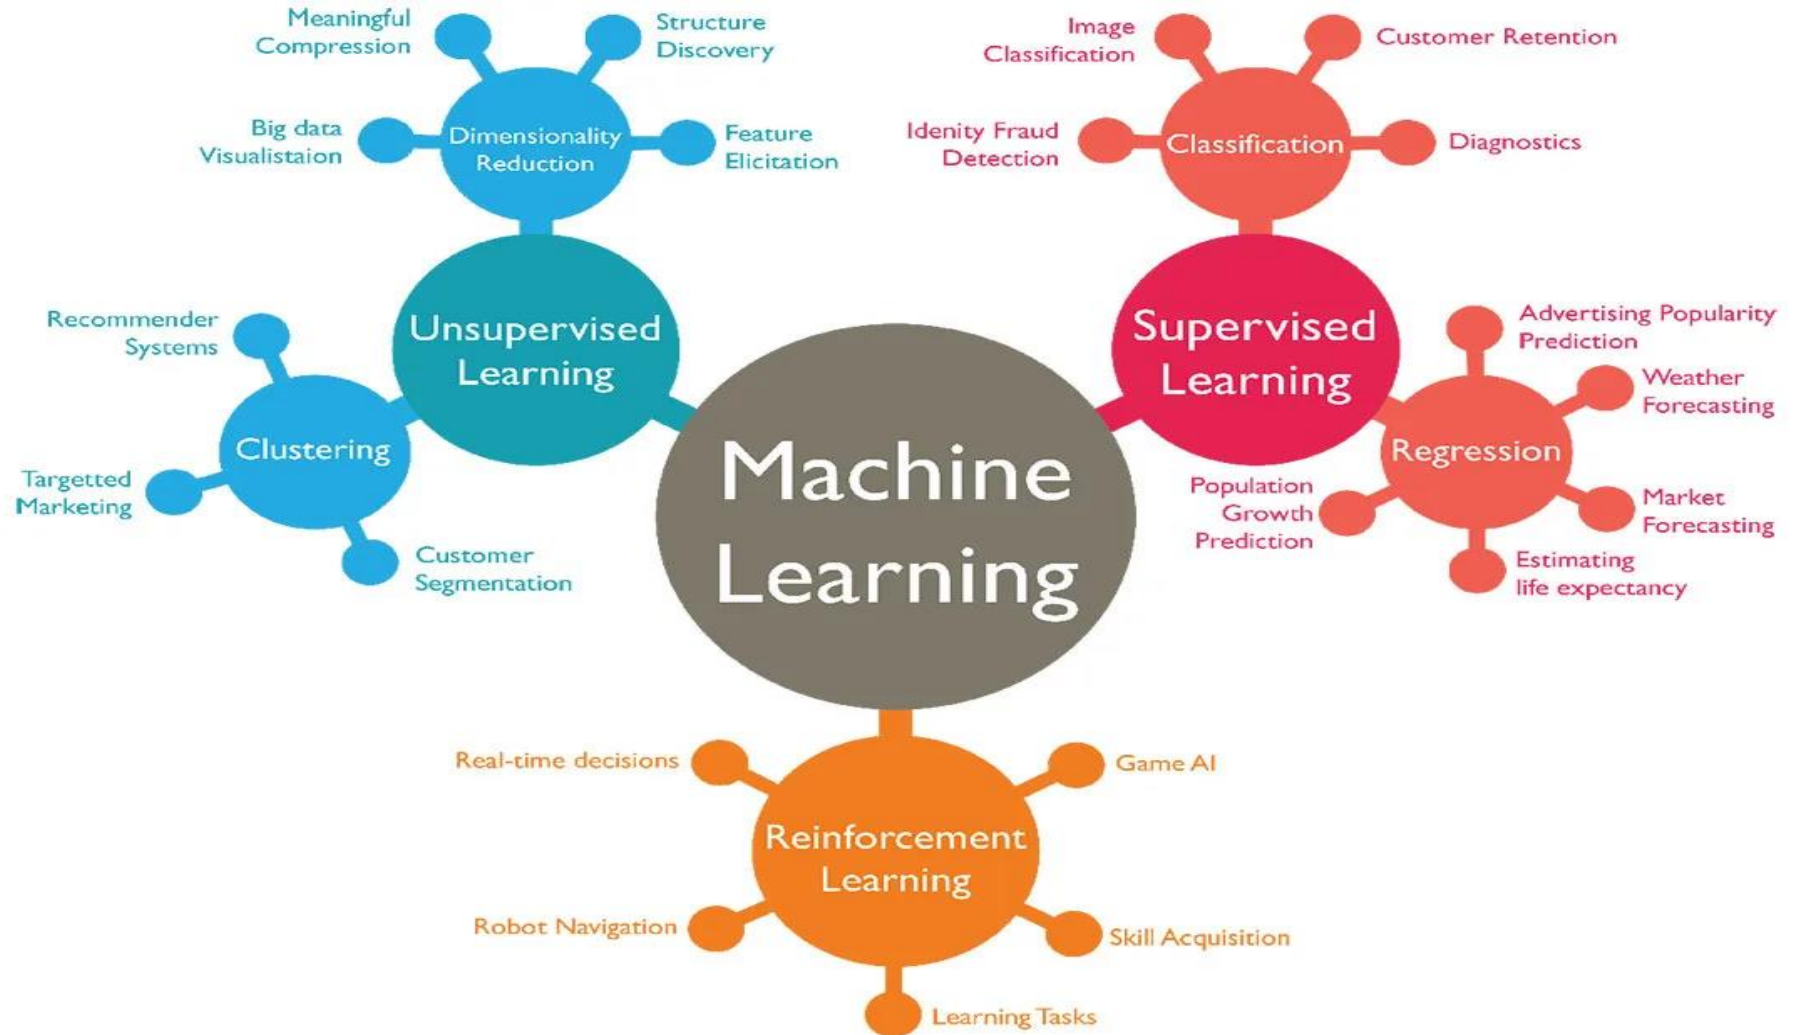 Meaningful
Compression
Structure
Discovery
Big data
Visualistaion
Dimensionality
Reduction
Feature
Elicitation
Image
Classification
Customer Retention
Idenity Fraud
Detection
Classification
Diagnostics
Recommender
Systems
Unsupervised
Learning
Clustering
Targetted
Marketing
Customer
Segmentation
Machine
Learning
Supervised
Learning
Advertising Popularity
Prediction
Weather
Forecasting
Regression
Population
Growth
Prediction
Market
Forecasting
Estimating
life expectancy
Real-time decisions
Game AI
Reinforcement
Learning
Robot Navigation
Skill Acquisition
Learning Tasks